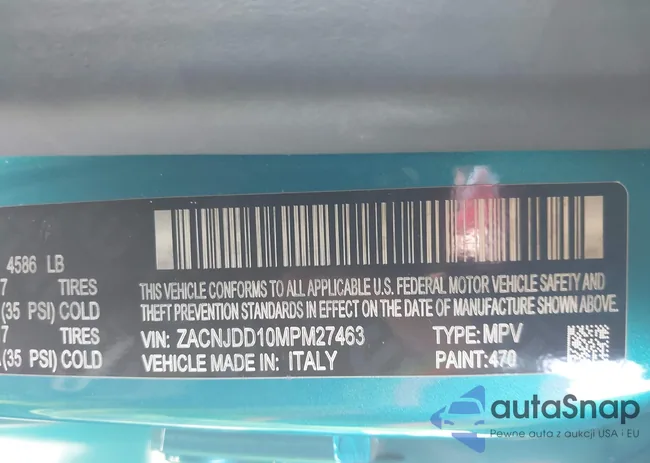 4586 LB
7 TIRES
(35 PSI) COLD
7 TIRES
(35 PSI) COLD
THIS VEHICLE CONFORMS TO ALL APPLICABLE U.S. FEDERAL MOTOR VEHICLE SAFETY AND
THEFT PREVENTION STANDARDS IN EFFECT ON THE DATE OF MANUFACTURE SHOWN ABOVE.
VIN: ZACNJDD10MPM27463 TYPE: MPV
VEHICLE MADE IN: ITALY PAINT: 470
autaSnap
Pewne auta z aukcji USA i EU